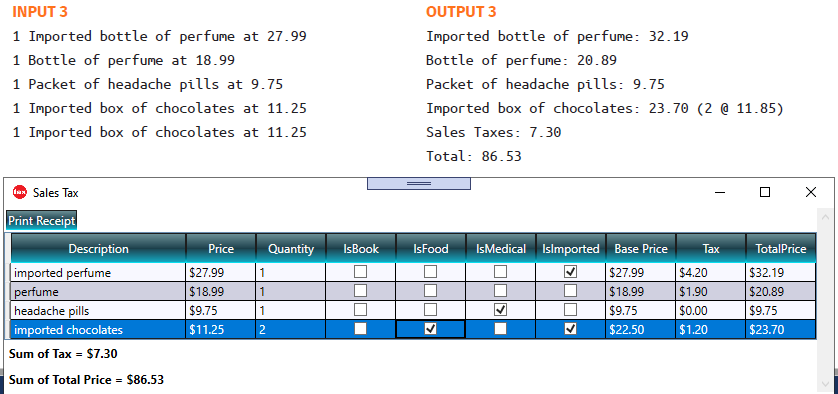 INPUT 3
1 Imported bottle of perfume at 27.99
1 Bottle of perfume at 18.99
1 Packet of headache pills at 9.75
1 Imported box of chocolates at 11.25
1 Imported box of chocolates at 11.25
OUTPUT 3
Imported bottle of perfume: 32.19
Bottle of perfume: 20.89
Packet of headache pills: 9.75
Imported box of chocolates: 23.70 (2 @ 11.85)
Sales Taxes: 7.30
Total: 86.53
tax Sales Tax
Print Receipt
Description Price Quantity IsBook IsFood IsMedical IsImported Base Price Tax TotalPrice
imported perfume $27.99 1 $27.99 $4.20 $32.19
perfume $18.99 1 $18.99 $1.90 $20.89
headache pills $9.75 1 $9.75 $0.00 $9.75
imported chocolates $11.25 2 $22.50 $1.20 $23.70
Sum of Tax = $7.30
Sum of Total Price = $86.53